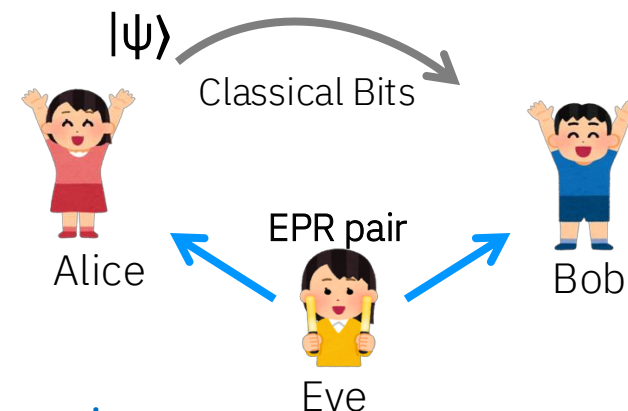 |ψ⟩
Classical Bits
EPR pair
Alice
Bob
Eve